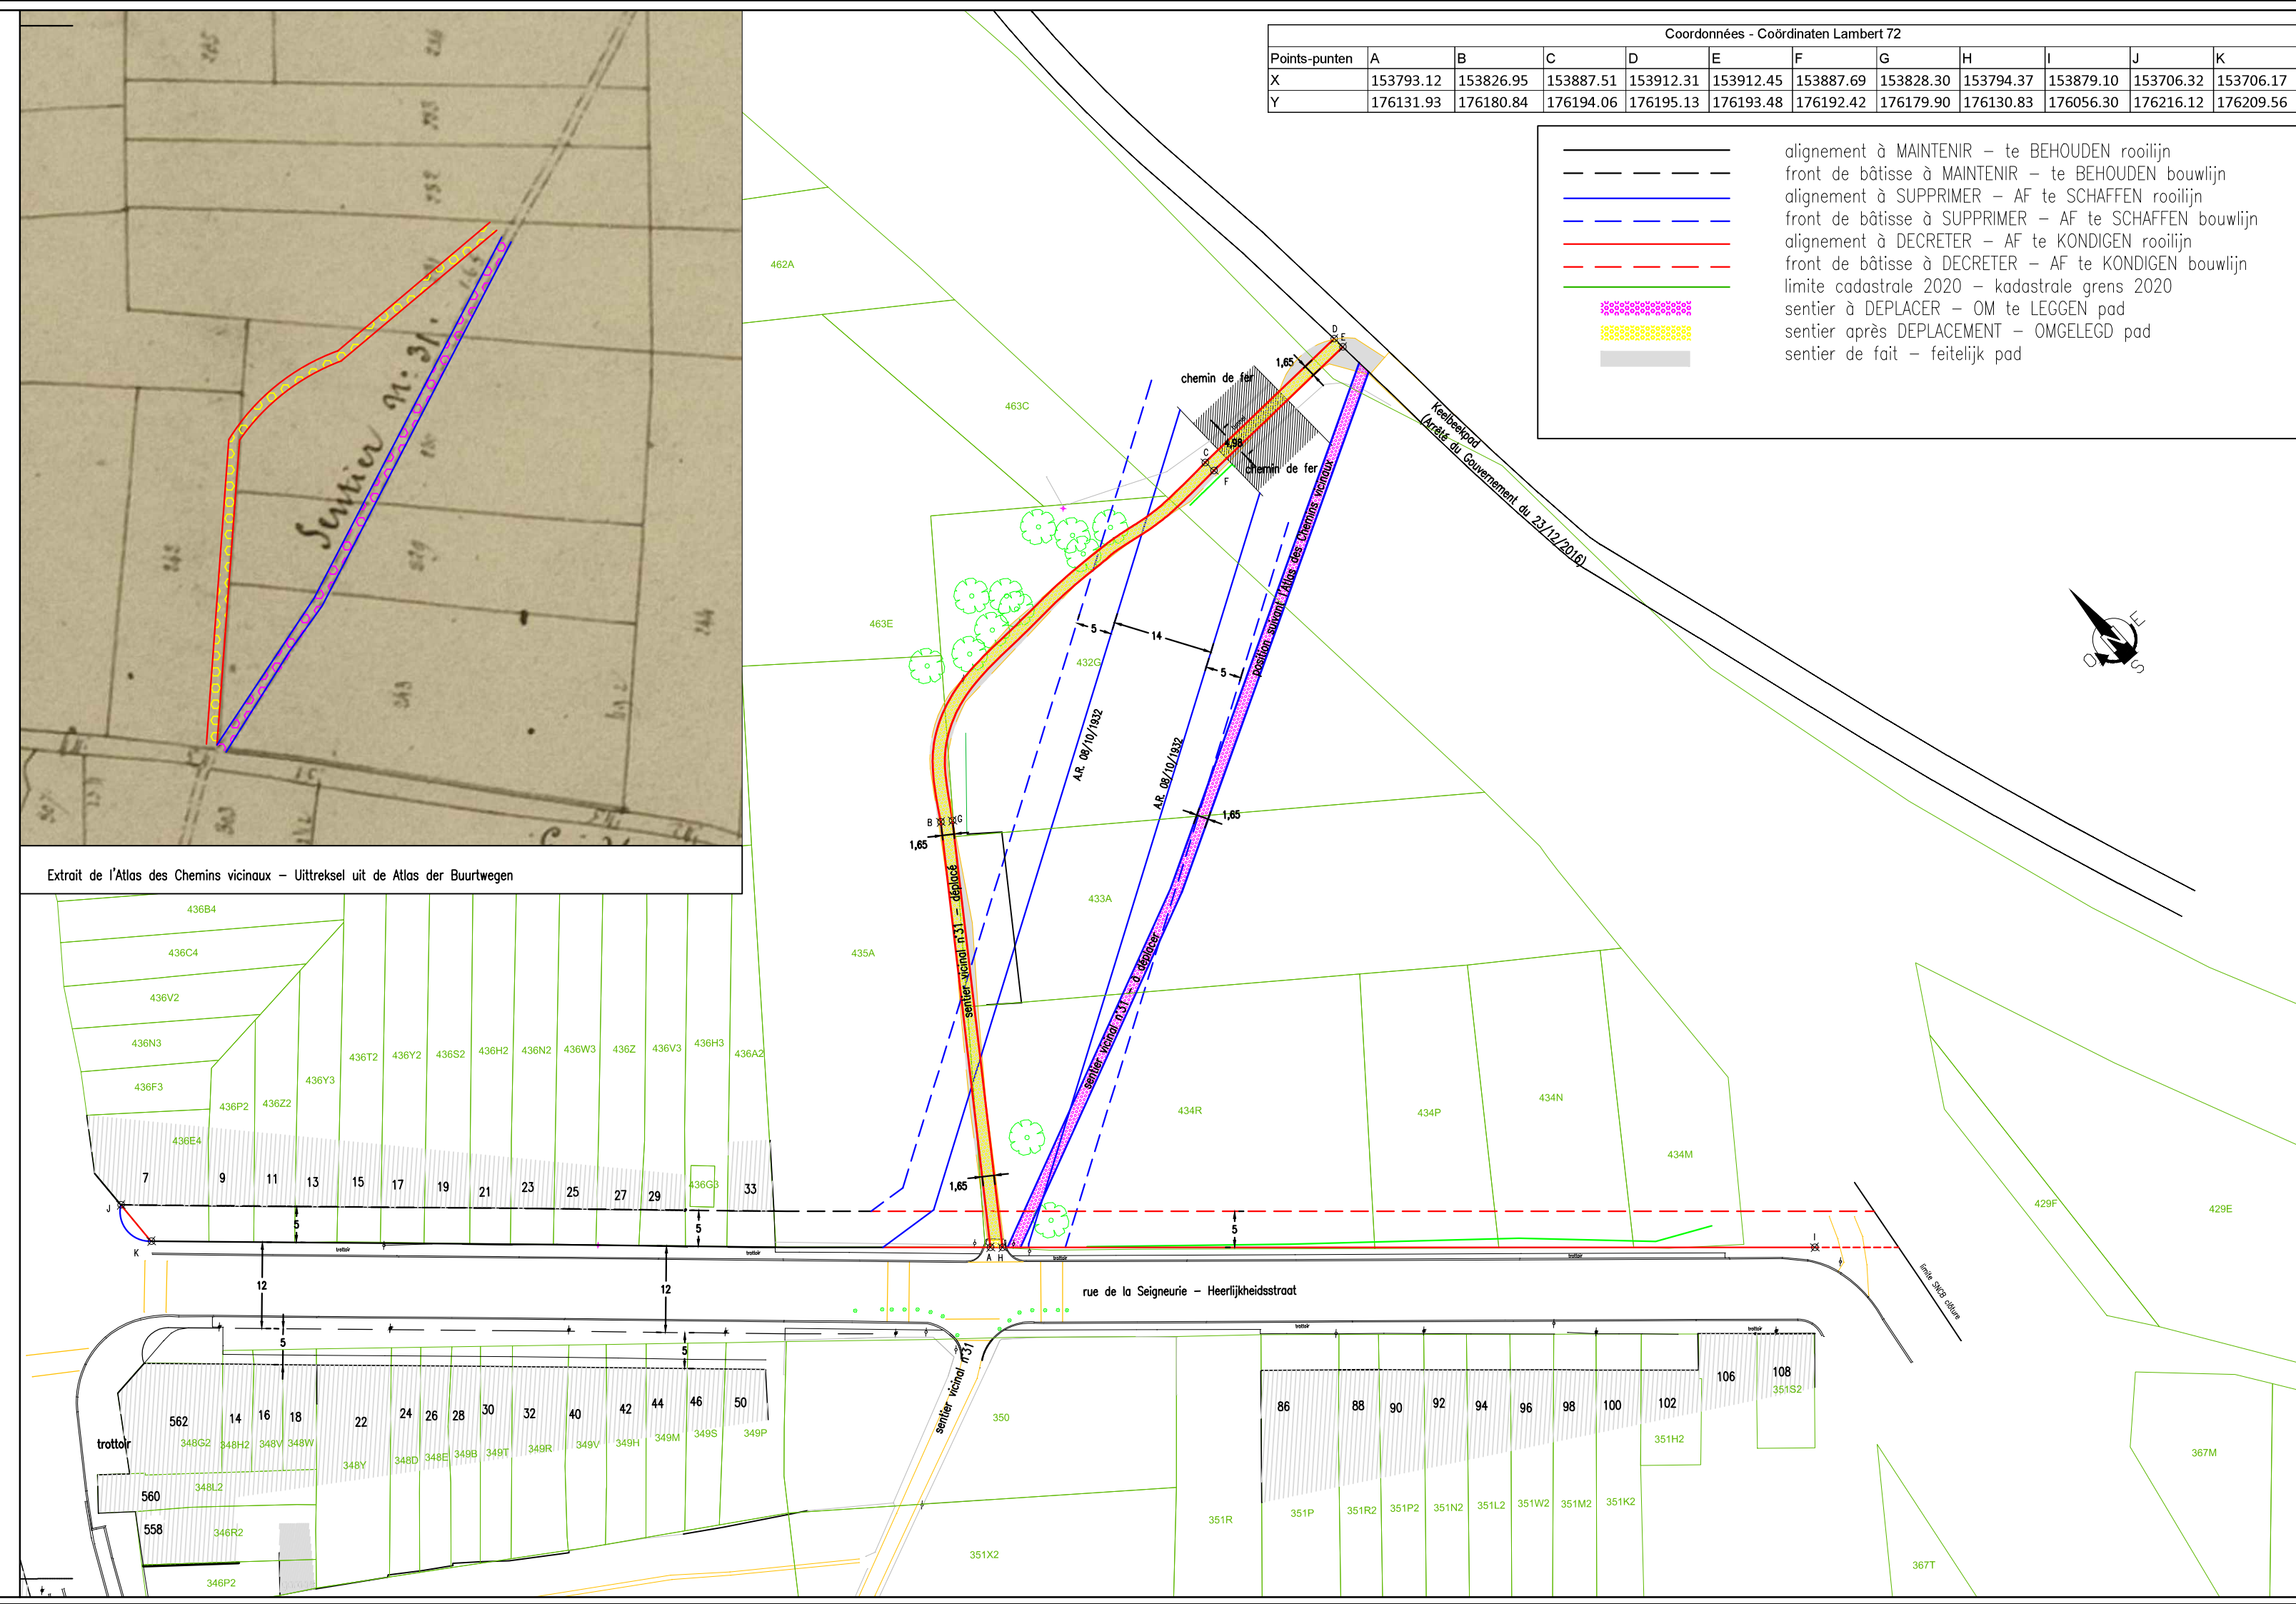 Coordonnées - Coördinaten Lambert 72
Points-punten A B C D E F G H I J K
X 153793.12 153826.95 153887.51 153912.31 153912.45 153887.69 153828.30 153794.37 153879.10 153706.32 153706.17
Y 176131.93 176180.84 176194.06 176195.13 176193.48 176192.42 176179.90 176130.83 176056.30 176216.12 176209.56
alignement à MAINTENIR – te BEHOUDEN rooilijn
front de bâtisse à MAINTENIR – te BEHOUDEN bouwlijn
alignement à SUPPRIMER – AF te SCHAFFEN rooilijn
front de bâtisse à SUPPRIMER – AF te SCHAFFEN bouwlijn
alignement à DECRETER – AF te KONDIGEN rooilijn
front de bâtisse à DECRETER – AF te KONDIGEN bouwlijn
limite cadastrale 2020 – kadastrale grens 2020
sentier à DEPLACER – OM te LEGGEN pad
sentier après DEPLACEMENT – OMGELEGD pad
sentier de fait – feitelijk pad
Sentier n° 31
Extrait de l'Atlas des Chemins vicinaux – Uittreksel uit de Atlas der Buurtwegen
462A
463C
463E
432G
433A
435A
D
E
1,65
chemin de fer
4,98
C
F
chemin de fer
Keelbeekpad
(Arrêté du Gouvernement du 23/12/2016)
position suivant l'Atlas des Chemins vicinaux
5
14
5
A.R. 08/10/1932
A.R. 08/10/1932
N
E
S
O
B
G
1,65
1,65
sentier vicinal n°31 – déplacé
sentier vicinal n°31 – à déplacer
436B4
436C4
436V2
436N3
436F3
436E4
436P2
436Z2
436Y3
436T2
436Y2
436S2
436H2
436N2
436W3
436Z
436V3
436H3
436A2
436G3
434R
434P
434N
434M
429F
429E
7 9 11 13 15 17 19 21 23 25 27 29 33
1,65
J
K
A H
I
5
5
5
trottoir
trottoir
trottoir
12
12
rue de la Seigneurie – Heerlijkheidsstraat
limite SNCB clôture
5
5
trottoir
trottoir
sentier vicinal n°31
562 14 16 18 22 24 26 28 30 32 40 42 44 46 50
86 88 90 92 94 96 98 100 102 106 108
348G2 348H2 348V 348W 348Y 348D 348E 349B 349T 349R 349V 349H 349M 349S 349P
350
351S2
351H2
367M
trottoir
560
348L2
558
346R2
346P2
351X2
351R
351P 351R2 351P2 351N2 351L2 351W2 351M2 351K2
367T